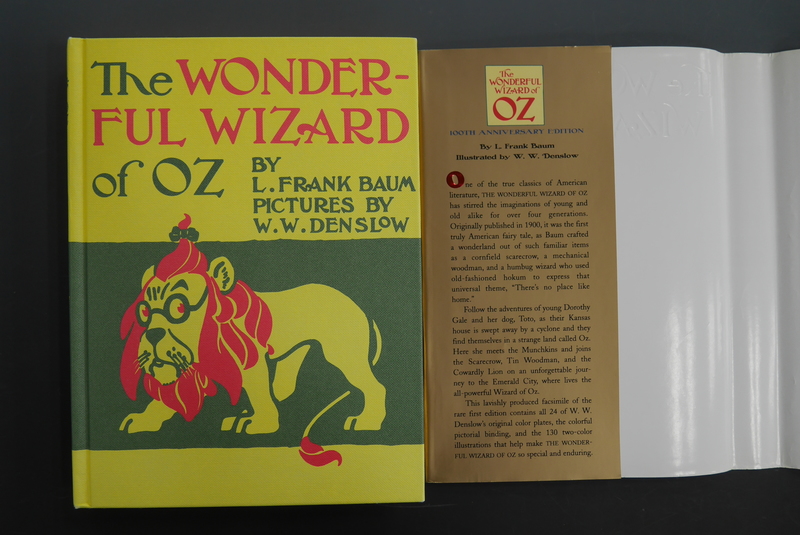 The WONDER-
FUL WIZARD
of OZ
BY
L. FRANK BAUM
PICTURES BY
W. W. DENSLOW
The
WONDERFUL
WIZARD of
OZ
100TH ANNIVERSARY EDITION
By L. Frank Baum
Illustrated by W. W. Denslow
One of the true classics of American
literature, THE WONDERFUL WIZARD OF OZ
has stirred the imaginations of young and
old alike for over four generations.
Originally published in 1900, it was the first
truly American fairy tale, as Baum crafted
a wonderland out of such familiar items
as a cornfield scarecrow, a mechanical
woodman, and a humbug wizard who used
old-fashioned hokum to express that
universal theme, "There's no place like
home."
Follow the adventures of young Dorothy
Gale and her dog, Toto, as their Kansas
house is swept away by a cyclone and they
find themselves in a strange land called Oz.
Here she meets the Munchkins and joins
the Scarecrow, Tin Woodman, and the
Cowardly Lion on an unforgettable jour-
ney to the Emerald City, where lives the
all-powerful Wizard of Oz.
This lavishly produced facsimile of the
rare first edition contains all 24 of W. W.
Denslow's original color plates, the colorful
pictorial binding, and the 130 two-color
illustrations that help make THE WONDER-
FUL WIZARD OF OZ so special and enduring.